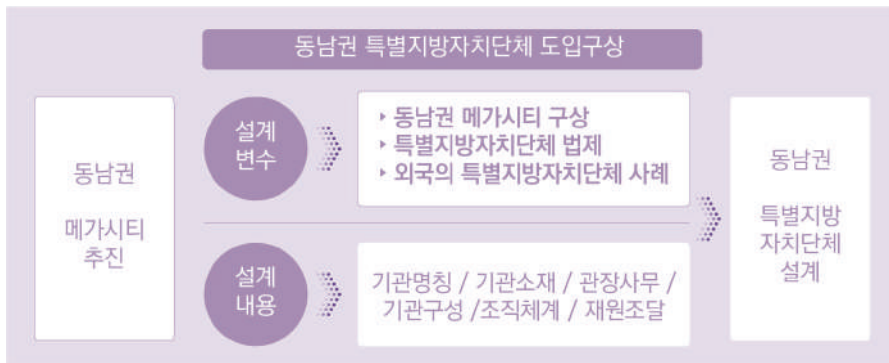 동남권 특별지방자치단체 도입구상
동남권
메가시티
추진
설계
변수
▸ 동남권 메가시티 구상
▸ 특별지방자치단체 법제
▸ 외국의 특별지방자치단체 사례
설계
내용
기관명칭 / 기관소재 / 관장사무 /
기관구성 /조직체계 / 재원조달
동남권
특별지방
자치단체
설계